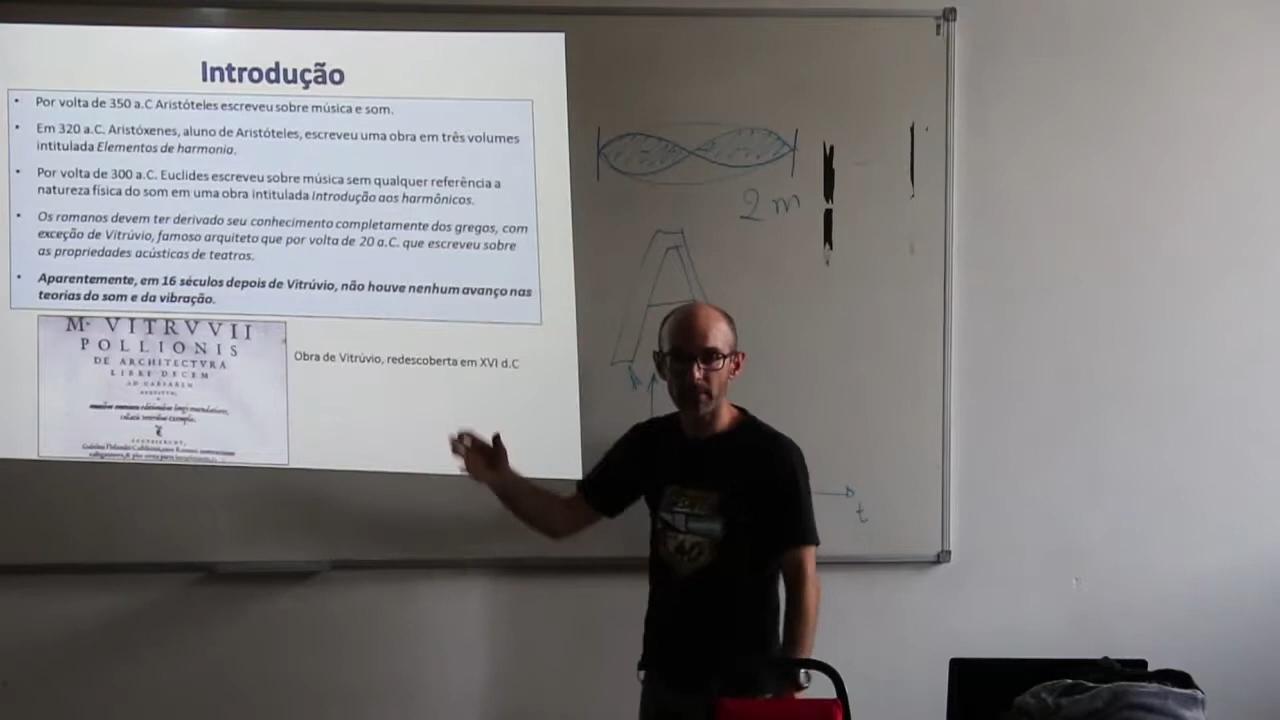 Introdução
• Por volta de 350 a.C Aristóteles escreveu sobre música e som.
• Em 320 a.C. Aristóxenes, aluno de Aristóteles, escreveu uma obra em três volumes
intitulada Elementos de harmonia.
• Por volta de 300 a.C. Euclides escreveu sobre música sem qualquer referência a
natureza física do som em uma obra intitulada Introdução aos harmônicos.
• Os romanos devem ter derivado seu conhecimento completamente dos gregos, com
exceção de Vitrúvio, famoso arquiteto que por volta de 20 a.C. que escreveu sobre
as propriedades acústicas de teatros.
• Aparentemente, em 16 séculos depois de Vitrúvio, não houve nenhum avanço nas
teorias do som e da vibração.
M. VITRVVII
POLLIONIS
DE ARCHITECTVRA
LIBRI DECEM
Obra de Vitrúvio, redescoberta em XVI d.C
2 m
A
t
40